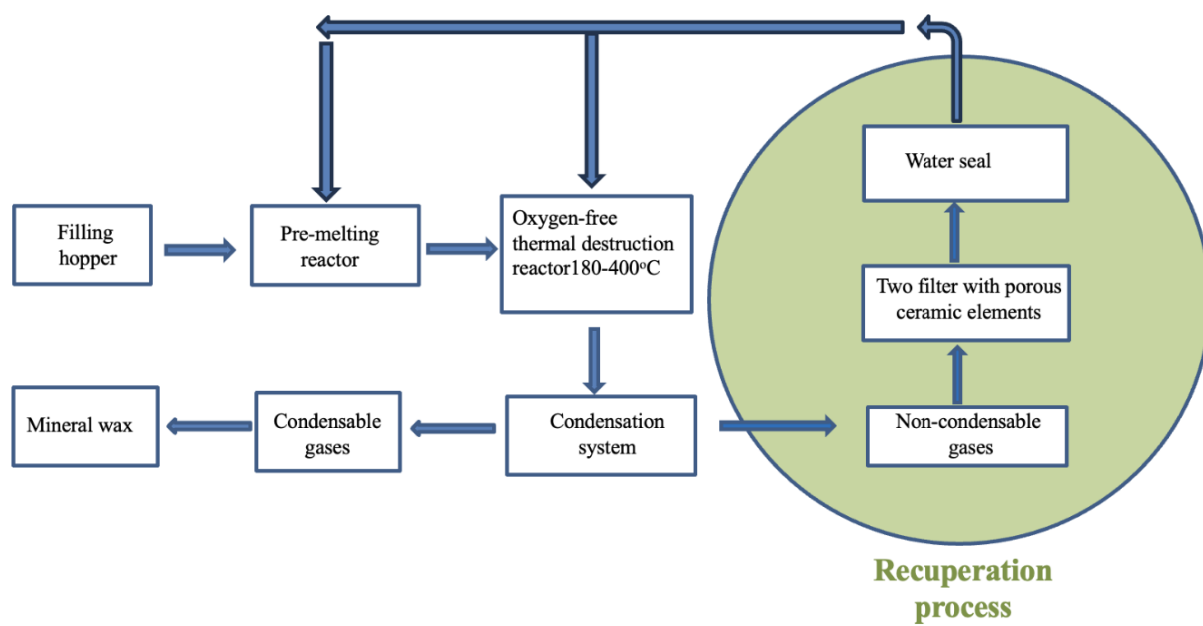 Water seal
Filling
hopper
Pre-melting
reactor
Oxygen-free
thermal destruction
reactor180-400°C
Two filter with porous
ceramic elements
Mineral wax
Condensable
gases
Condensation
system
Non-condensable
gases
Recuperation
process